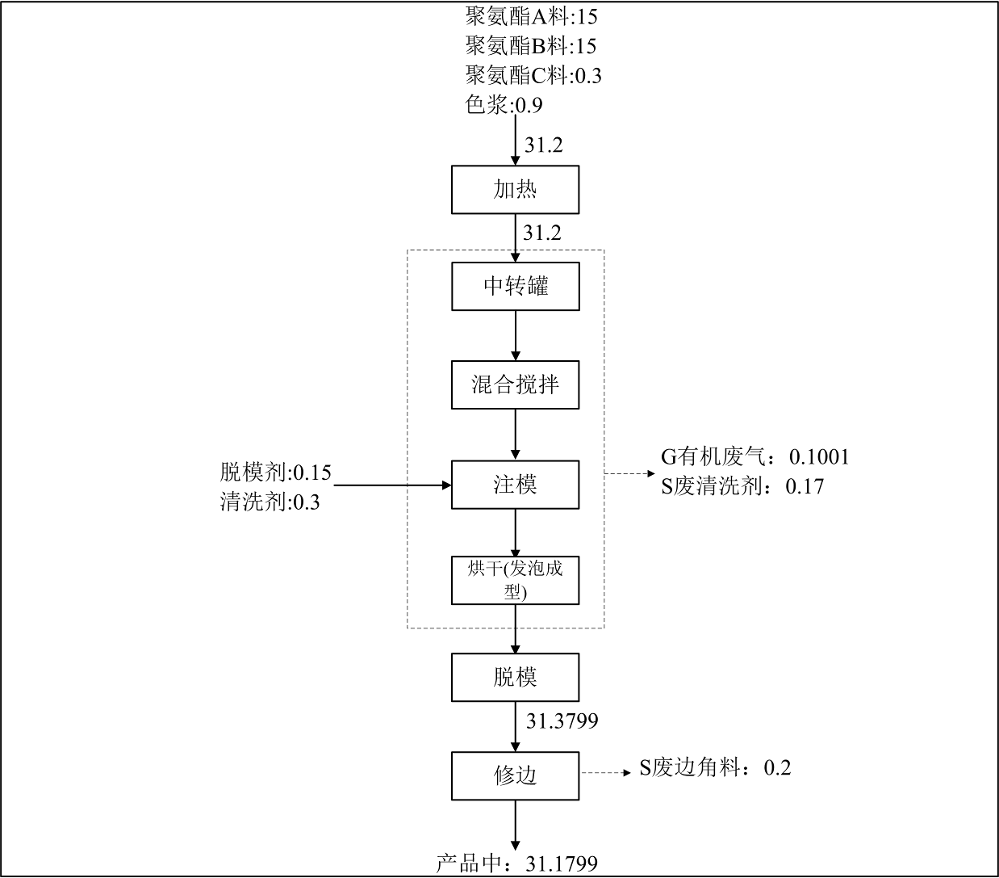 聚氨酯A料:15
聚氨酯B料:15
聚氨酯C料:0.3
色浆:0.9
31.2
加热
31.2
中转罐
混合搅拌
脱模剂:0.15
清洗剂:0.3
注模
G有机废气：0.1001
S废清洗剂：0.17
烘干(发泡成
型)
脱模
31.3799
修边
S废边角料：0.2
产品中：31.1799